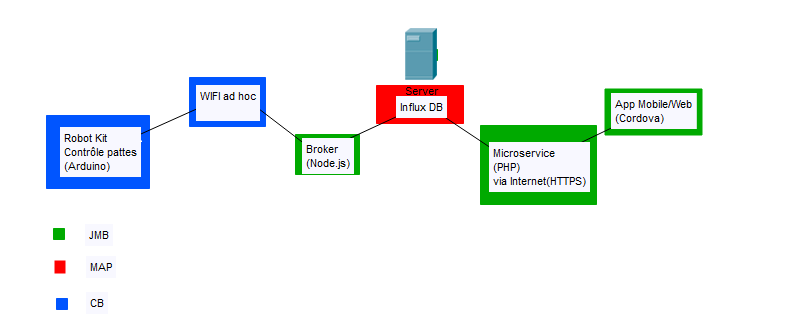 Server
Influx DB
WIFI ad hoc
App Mobile/Web
(Cordova)
Robot Kit
Contrôle pattes
(Arduino)
Broker
(Node.js)
Microservice
(PHP)
via Internet(HTTPS)
JMB
MAP
CB